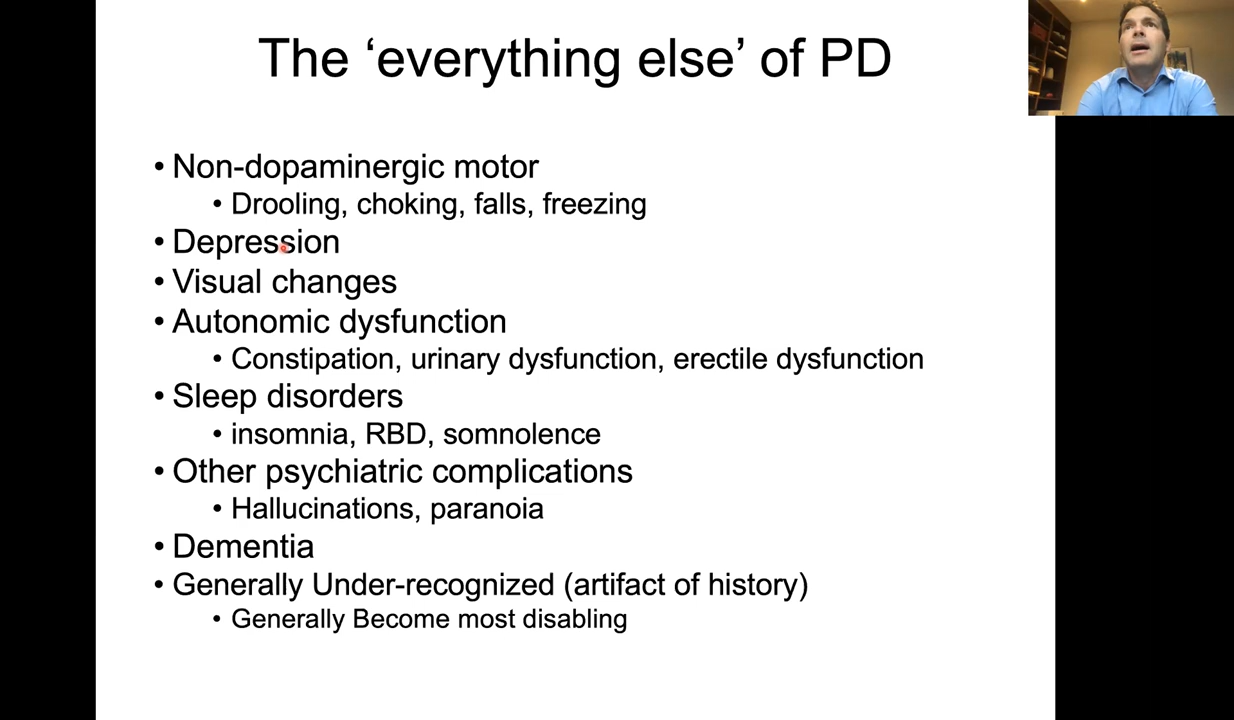 The ‘everything else’ of PD
• Non-dopaminergic motor
• Drooling, choking, falls, freezing
• Depression
• Visual changes
• Autonomic dysfunction
• Constipation, urinary dysfunction, erectile dysfunction
• Sleep disorders
• insomnia, RBD, somnolence
• Other psychiatric complications
• Hallucinations, paranoia
• Dementia
• Generally Under-recognized (artifact of history)
• Generally Become most disabling